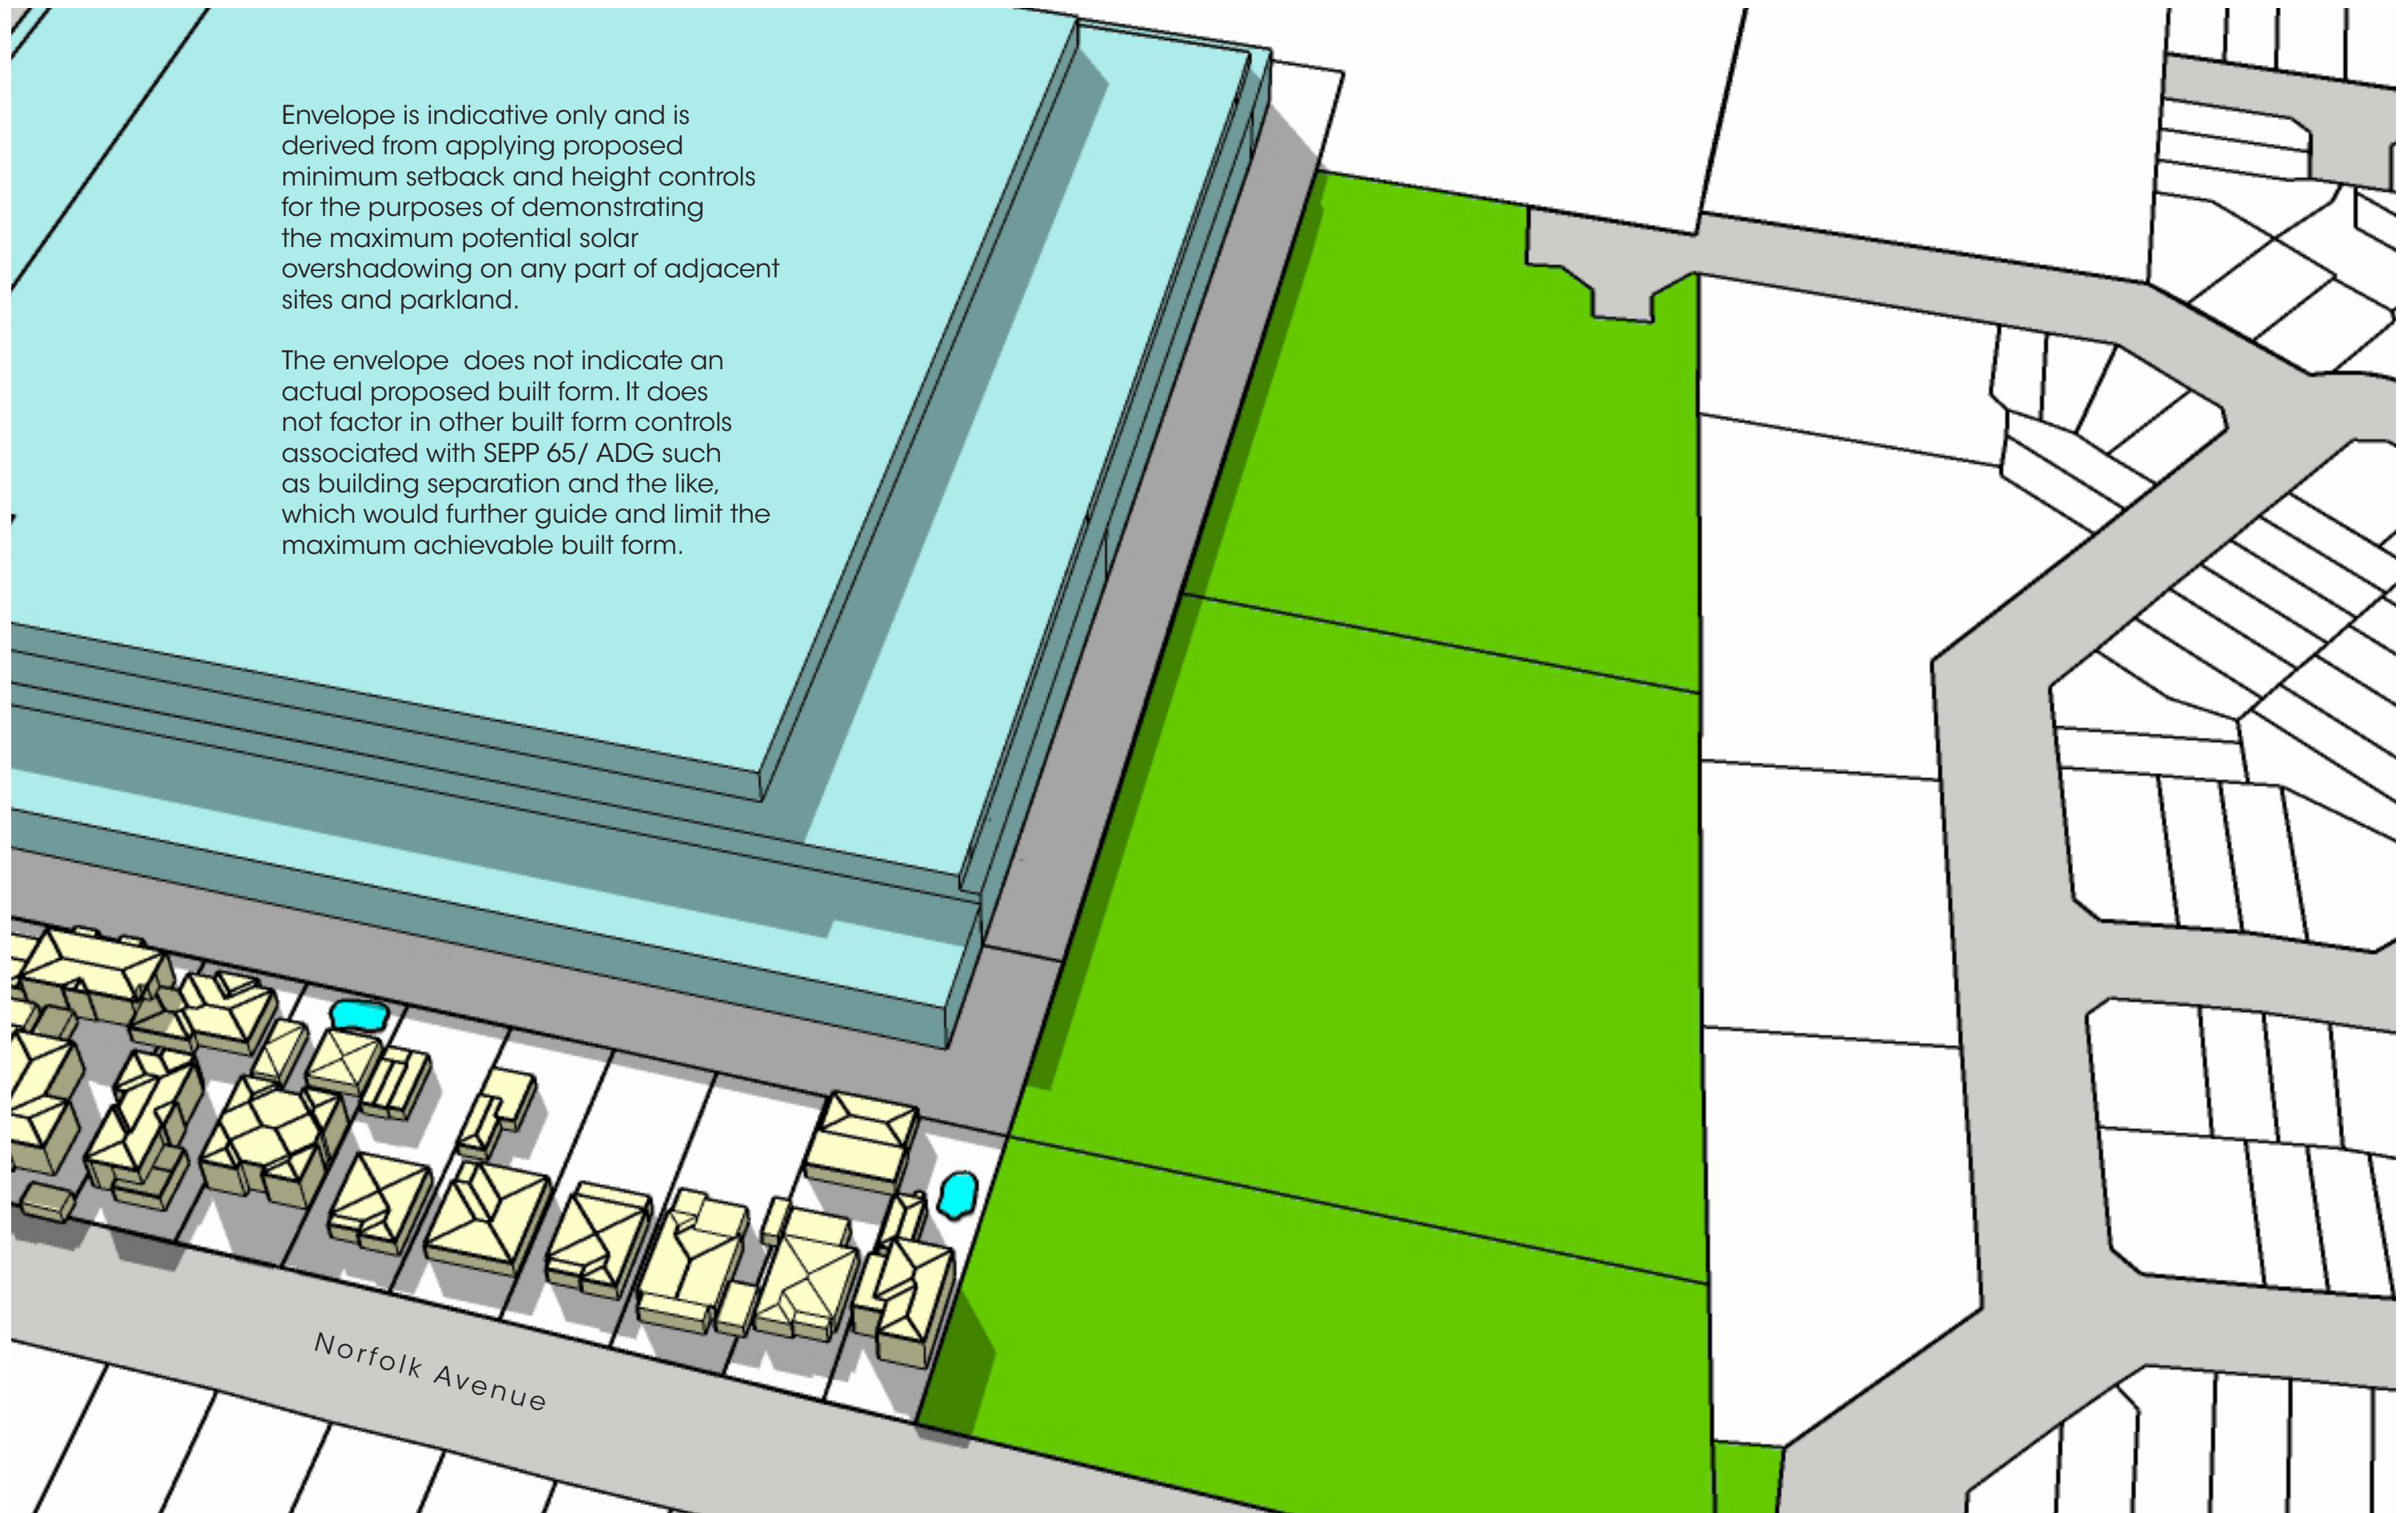 Envelope is indicative only and is
derived from applying proposed
minimum setback and height controls
for the purposes of demonstrating
the maximum potential solar
overshadowing on any part of adjacent
sites and parkland.
The envelope  does not indicate an
actual proposed built form. It does
not factor in other built form controls
associated with SEPP 65/ ADG such
as building separation and the like,
which would further guide and limit the
maximum achievable built form.
Norfolk Avenue